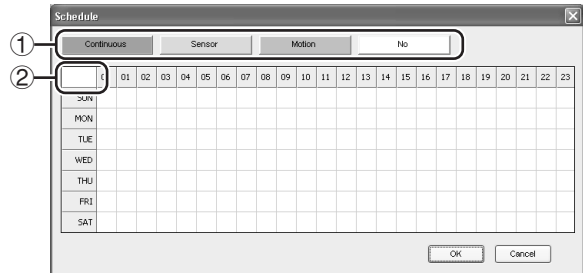 Schedule
① Continuous Sensor Motion No
② 0 01 02 03 04 05 06 07 08 09 10 11 12 13 14 15 16 17 18 19 20 21 22 23
SUN
MON
TUE
WED
THU
FRI
SAT
OK Cancel